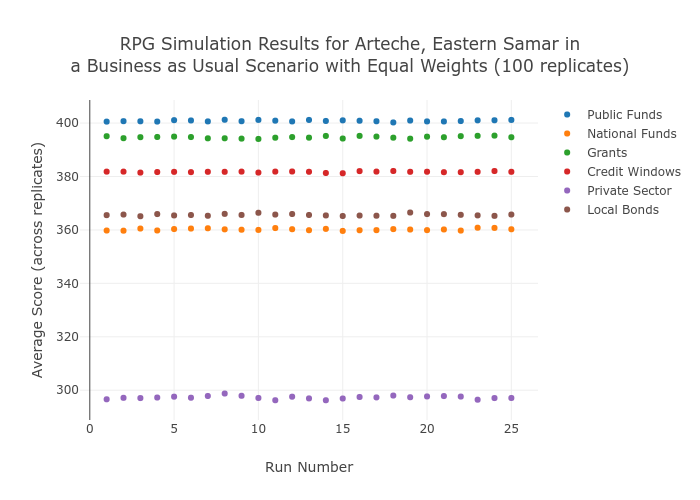 RPG Simulation Results for Arteche, Eastern Samar in
a Business as Usual Scenario with Equal Weights (100 replicates)
Average Score (across replicates)
400
380
360
340
320
300
0
5
10
15
20
25
Run Number
Public Funds
National Funds
Grants
Credit Windows
Private Sector
Local Bonds